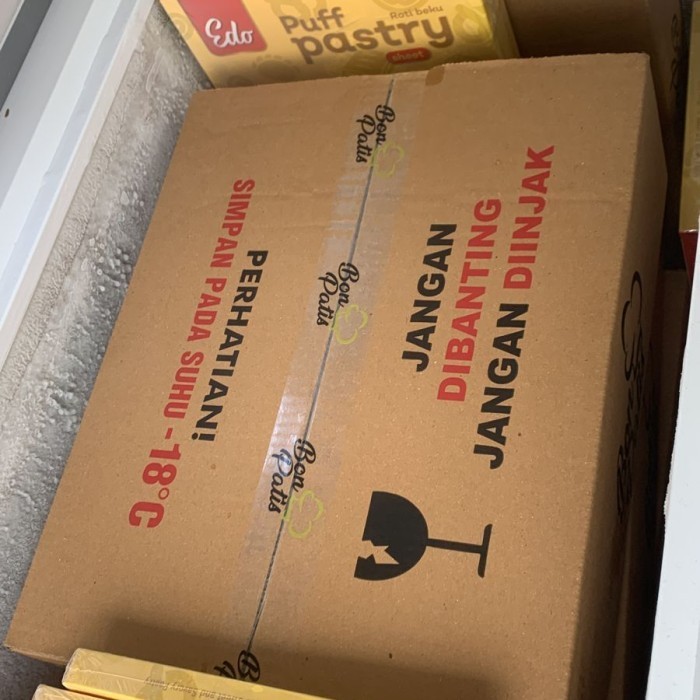 Edo
Puff
pastry
Roti beku
sheet
Bon
Patis
Bon
Patis
Bon
Patis
PERHATIAN!
SIMPAN PADA SUHU -18°C
JANGAN
DIBANTING
JANGAN DIINJAK